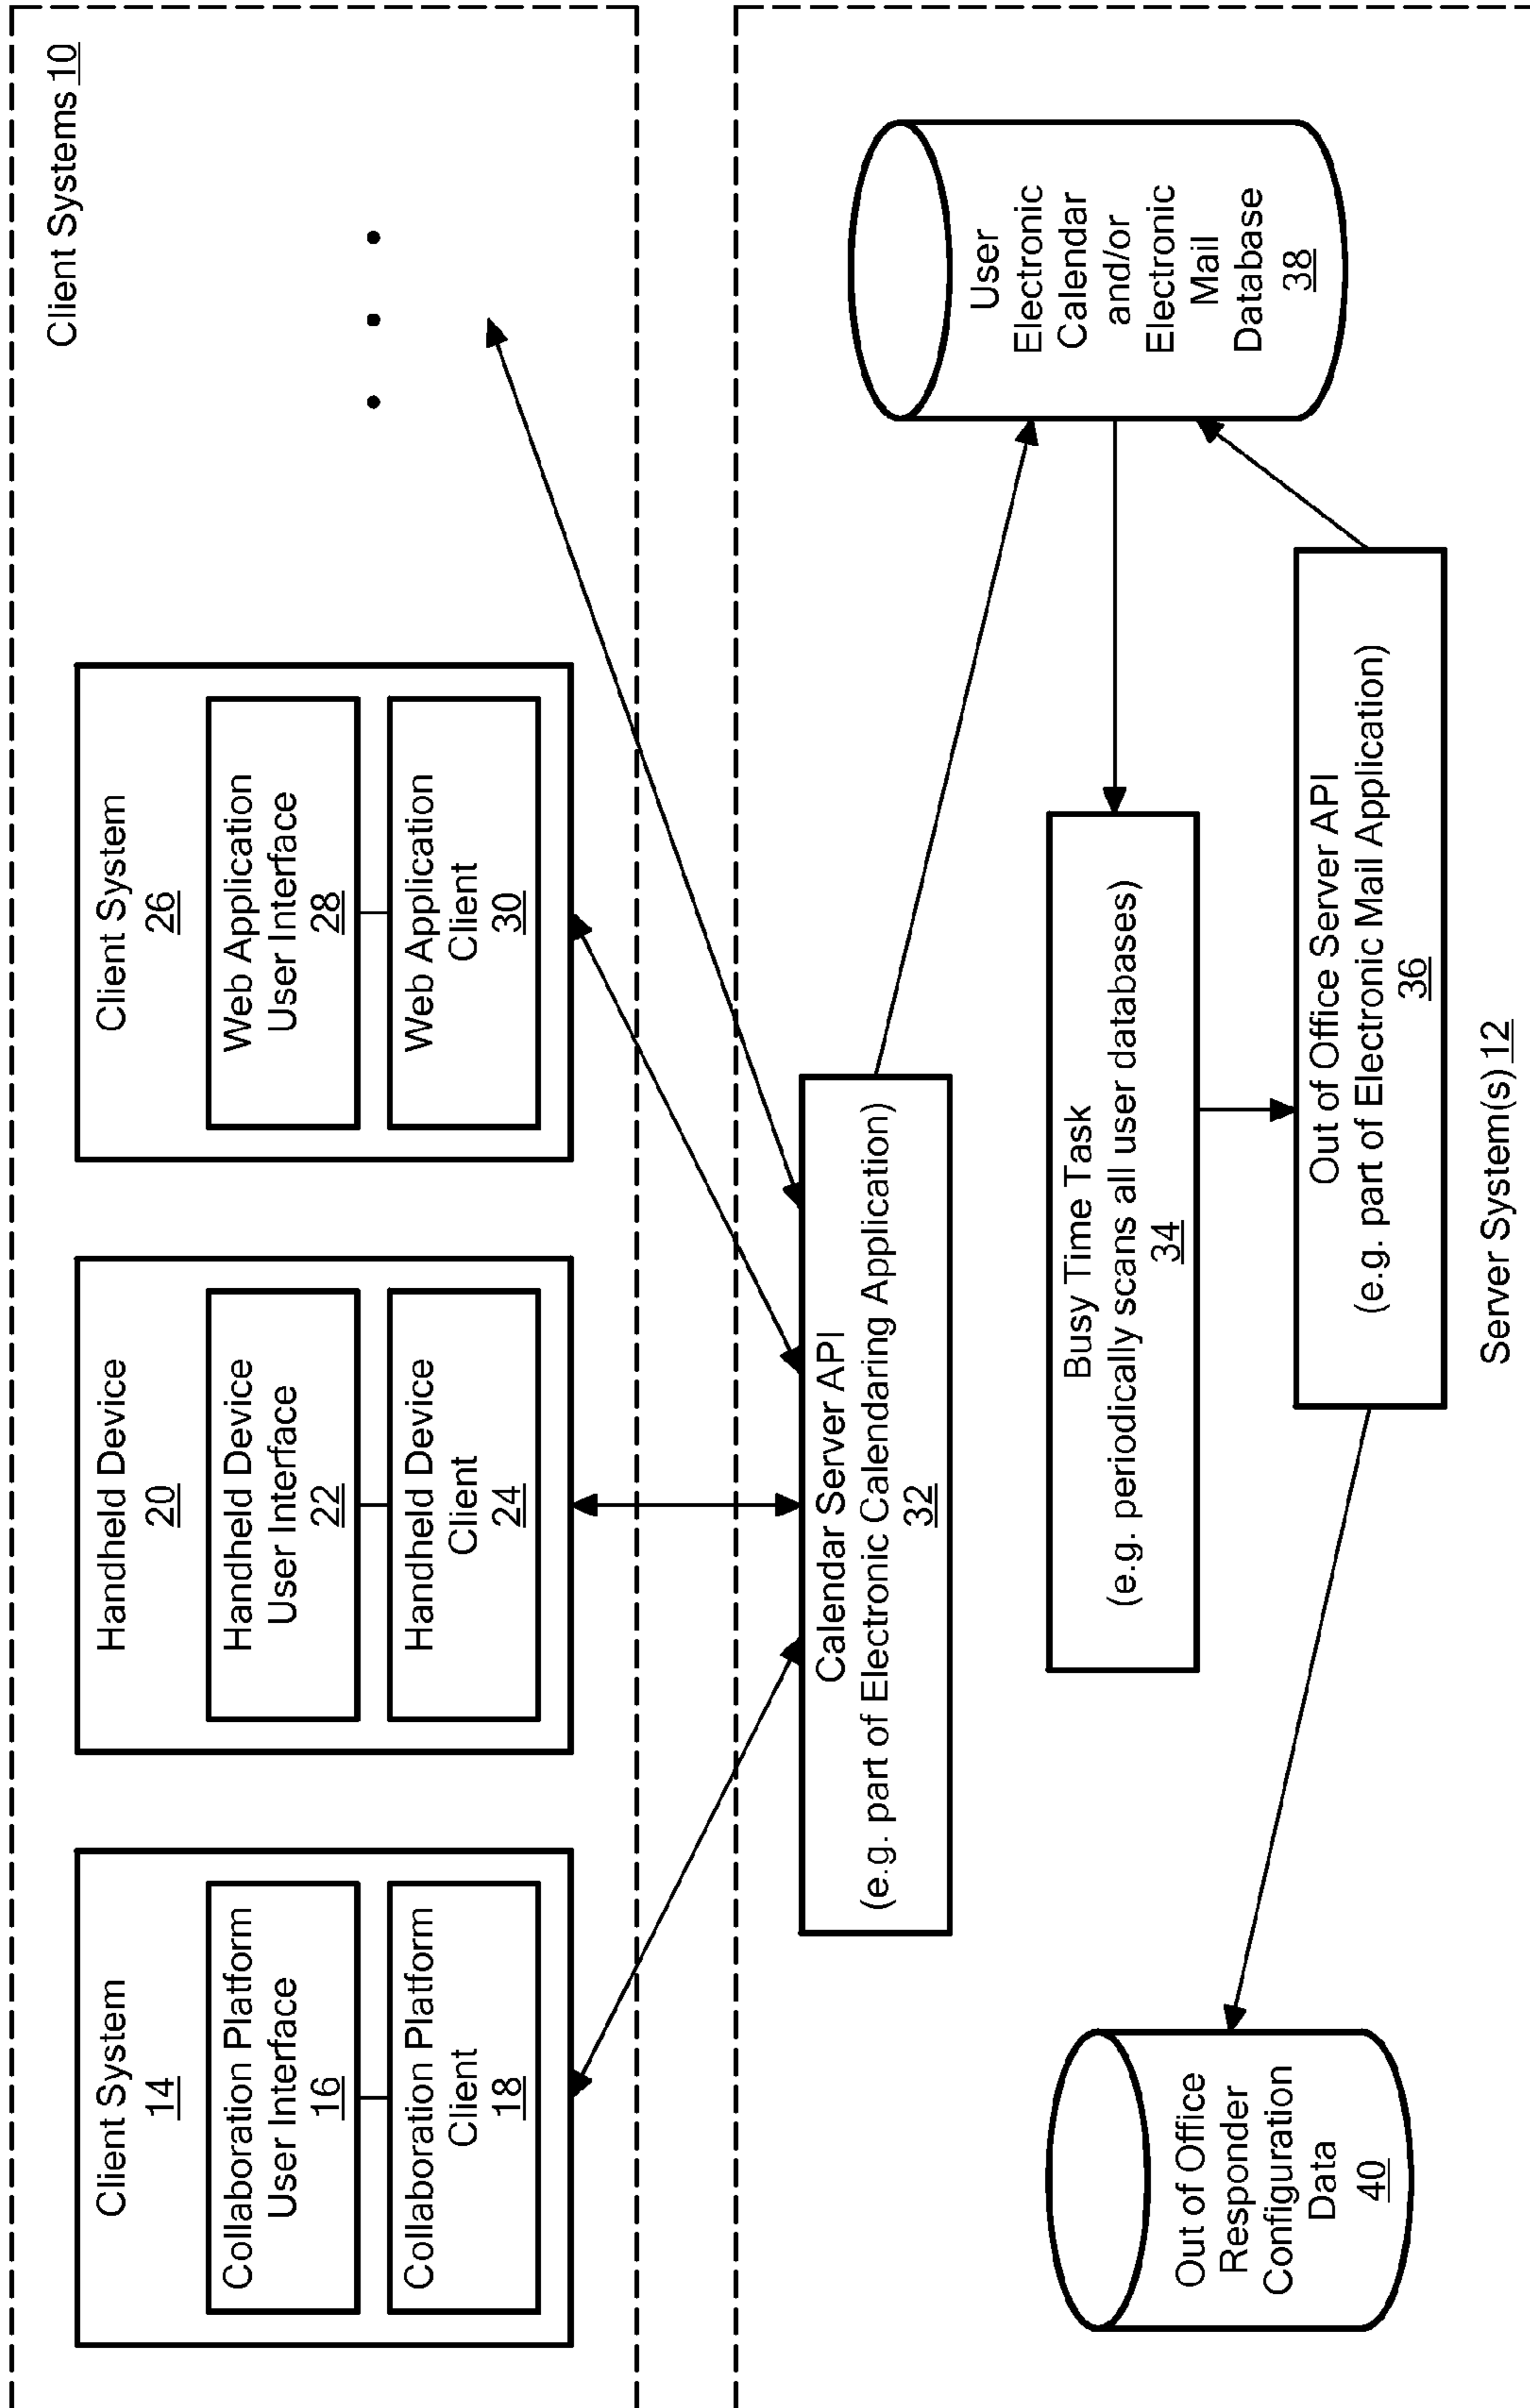 Client Systems 10
Client System
14
Collaboration Platform
User Interface
16
Collaboration Platform
Client
18
Handheld Device
20
Handheld Device
User Interface
22
Handheld Device
Client
24
Client System
26
Web Application
User Interface
28
Web Application
Client
30
Calendar Server API
(e.g. part of Electronic Calendaring Application)
32
Busy Time Task
(e.g. periodically scans all user databases)
34
Out of Office Server API
(e.g. part of Electronic Mail Application)
36
User
Electronic
Calendar
and/or
Electronic
Mail
Database
38
Out of Office
Responder
Configuration
Data
40
Server System(s) 12